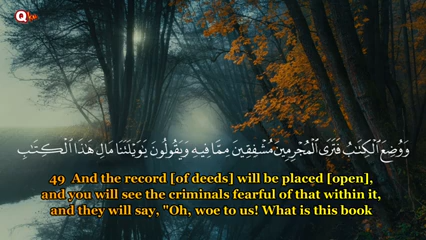 Q
وَوُضِعَ ٱلْكِتَٰبُ فَتَرَى ٱلْمُجْرِمِينَ مُشْفِقِينَ مِمَّا فِيهِ وَيَقُولُونَ يَٰوَيْلَتَنَا مَالِ هَٰذَا ٱلْكِتَٰبِ
49 And the record [of deeds] will be placed [open],
and you will see the criminals fearful of that within it,
and they will say, "Oh, woe to us! What is this book